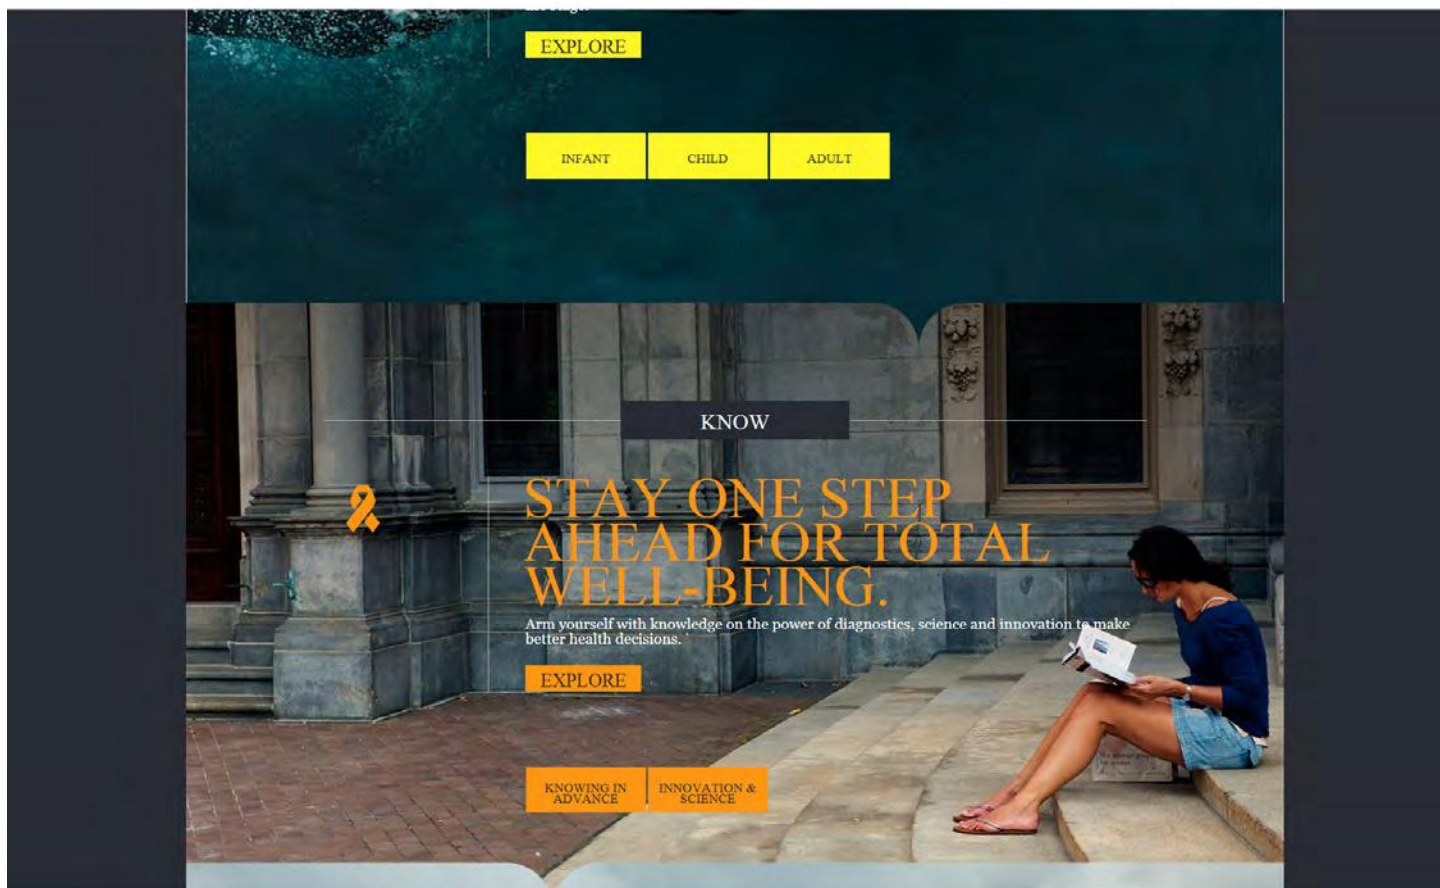 EXPLORE
INFANT CHILD ADULT
KNOW
STAY ONE STEP
AHEAD FOR TOTAL
WELL-BEING.
Arm yourself with knowledge on the power of diagnostics, science and innovation to make
better health decisions.
EXPLORE
KNOWING IN
ADVANCE
INNOVATION &
SCIENCE